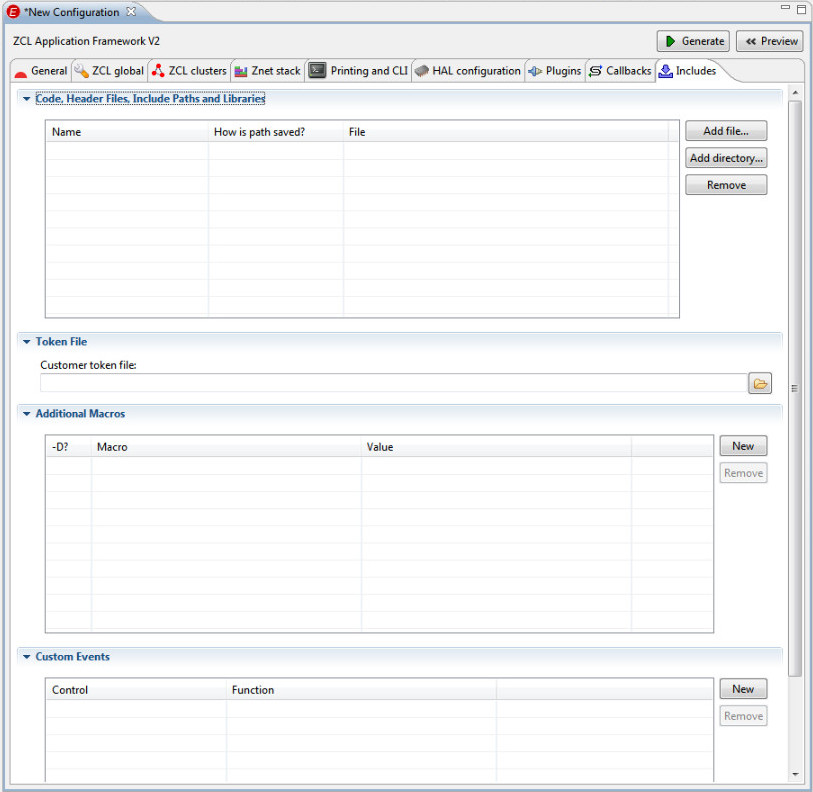 *New Configuration
ZCL Application Framework V2
Generate
Preview
General
ZCL global
ZCL clusters
Znet stack
Printing and CLI
HAL configuration
Plugins
Callbacks
Includes
Code, Header Files, Include Paths and Libraries
Name How is path saved? File
Add file...
Add directory...
Remove
Token File
Customer token file:
Additional Macros
-D? Macro Value
New
Remove
Custom Events
Control Function
New
Remove